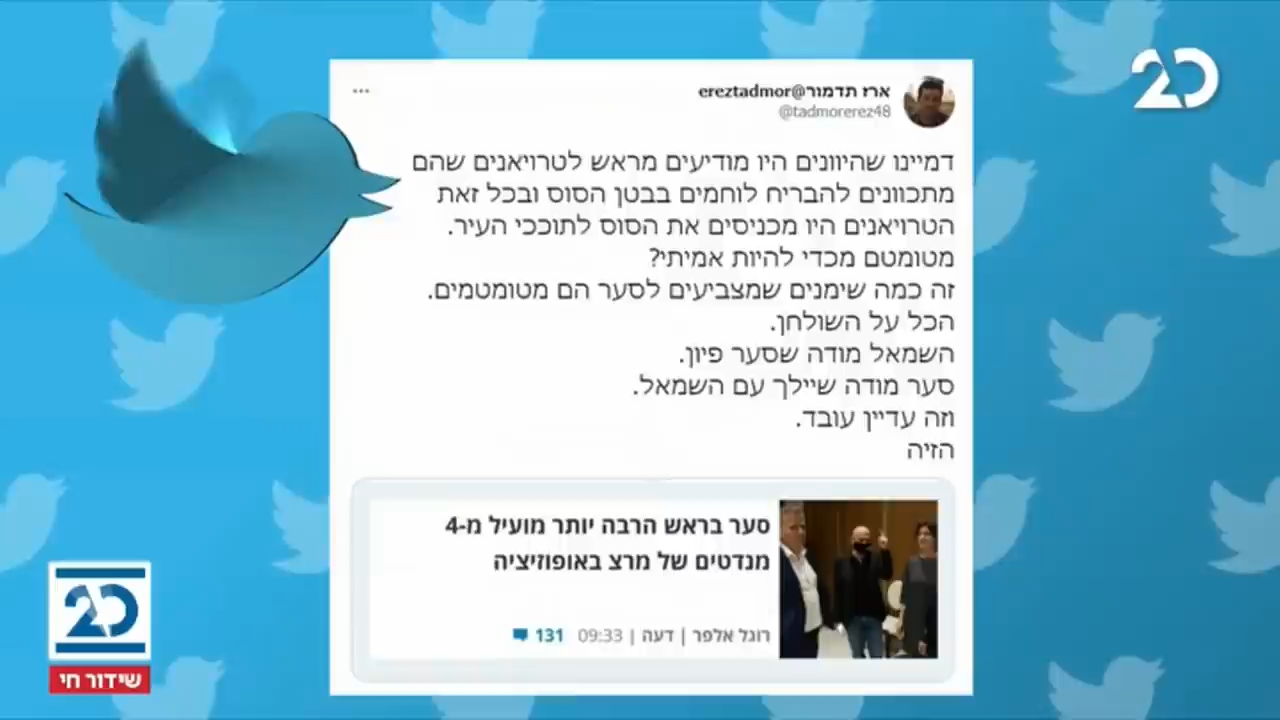 20
ארז תדמור@ereztadmor
@tadmorerez48
דמיינו שהיוונים היו מודיעים מראש לטרויאנים שהם
מתכוונים להבריח לוחמים בבטן הסוס ובכל זאת
הטרויאנים היו מכניסים את הסוס לתוככי העיר.
מטומטם מכדי להיות אמיתי?
זה כמה שימנים שמצביעים לסער הם מטומטמים.
הכל על השולחן.
השמאל מודה שסער פיון.
סער מודה שיילך עם השמאל.
וזה עדיין עובד.
הזיה
סער בראש הרבה יותר מועיל מ-4
מנדטים של מרצ באופוזיציה
רוגל אלפר | דעה | 09:33 131
20
שידור חי